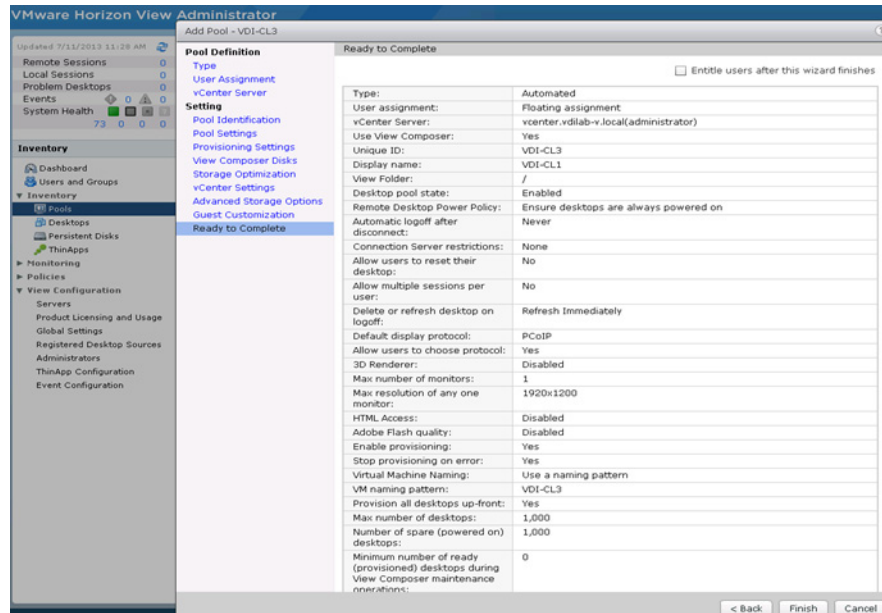 VMware Horizon View Administrator
Updated 7/11/2013 11:28 AM
Remote Sessions 0
Local Sessions 0
Problem Desktops 0
Events 0 0
System Health
73 0 0 0
Inventory
Dashboard
Users and Groups
Inventory
Pools
Desktops
Persistent Disks
ThinApps
Monitoring
Policies
View Configuration
Servers
Product Licensing and Usage
Global Settings
Registered Desktop Sources
Administrators
ThinApp Configuration
Event Configuration
Add Pool - VDI-CL3
Pool Definition
Type
User Assignment
vCenter Server
Setting
Pool Identification
Pool Settings
Provisioning Settings
View Composer Disks
Storage Optimization
vCenter Settings
Advanced Storage Options
Guest Customization
Ready to Complete
Ready to Complete
Entitle users after this wizard finishes
Type: Automated
User assignment: Floating assignment
vCenter Server: vcenter.vdilab-v.local(administrator)
Use View Composer: Yes
Unique ID: VDI-CL3
Display name: VDI-CL1
View Folder: /
Desktop pool state: Enabled
Remote Desktop Power Policy: Ensure desktops are always powered on
Automatic logoff after Never
disconnect:
Connection Server restrictions: None
Allow users to reset their No
desktop:
Allow multiple sessions per No
user:
Delete or refresh desktop on Refresh Immediately
logoff:
Default display protocol: PCoIP
Allow users to choose protocol: Yes
3D Renderer: Disabled
Max number of monitors: 1
Max resolution of any one 1920x1200
monitor:
HTML Access: Disabled
Adobe Flash quality: Disabled
Enable provisioning: Yes
Stop provisioning on error: Yes
Virtual Machine Naming: Use a naming pattern
VM naming pattern: VDI-CL3
Provision all desktops up-front: Yes
Max number of desktops: 1,000
Number of spare (powered on) 1,000
desktops:
Minimum number of ready 0
(provisioned) desktops during
View Composer maintenance
operations:
< Back Finish Cancel